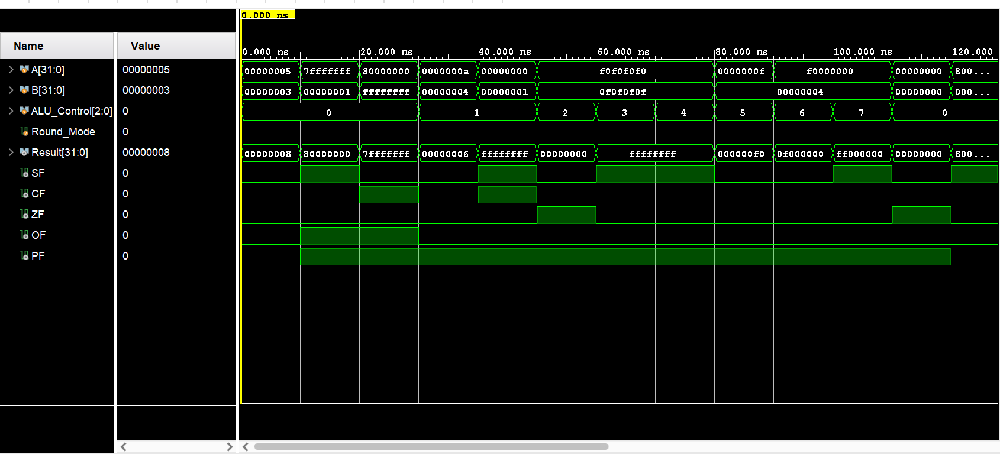 0.000 ns
Name Value
0.000 ns 20.000 ns 40.000 ns 60.000 ns 80.000 ns 100.000 ns 120.000
A[31:0] 00000005 00000005 7fffffff 80000000 0000000a 00000000 f0f0f0f0 0000000f f0000000 00000000 800...
B[31:0] 00000003 00000003 00000001 ffffffff 00000004 00000001 0f0f0f0f 00000004 00000000 000...
ALU_Control[2:0] 0 0 1 2 3 4 5 6 7 0
Round_Mode 0
Result[31:0] 00000008 00000008 80000000 7fffffff 00000006 ffffffff 00000000 ffffffff 000000f0 0f000000 ff000000 00000000 800...
SF 0
CF 0
ZF 0
OF 0
PF 0